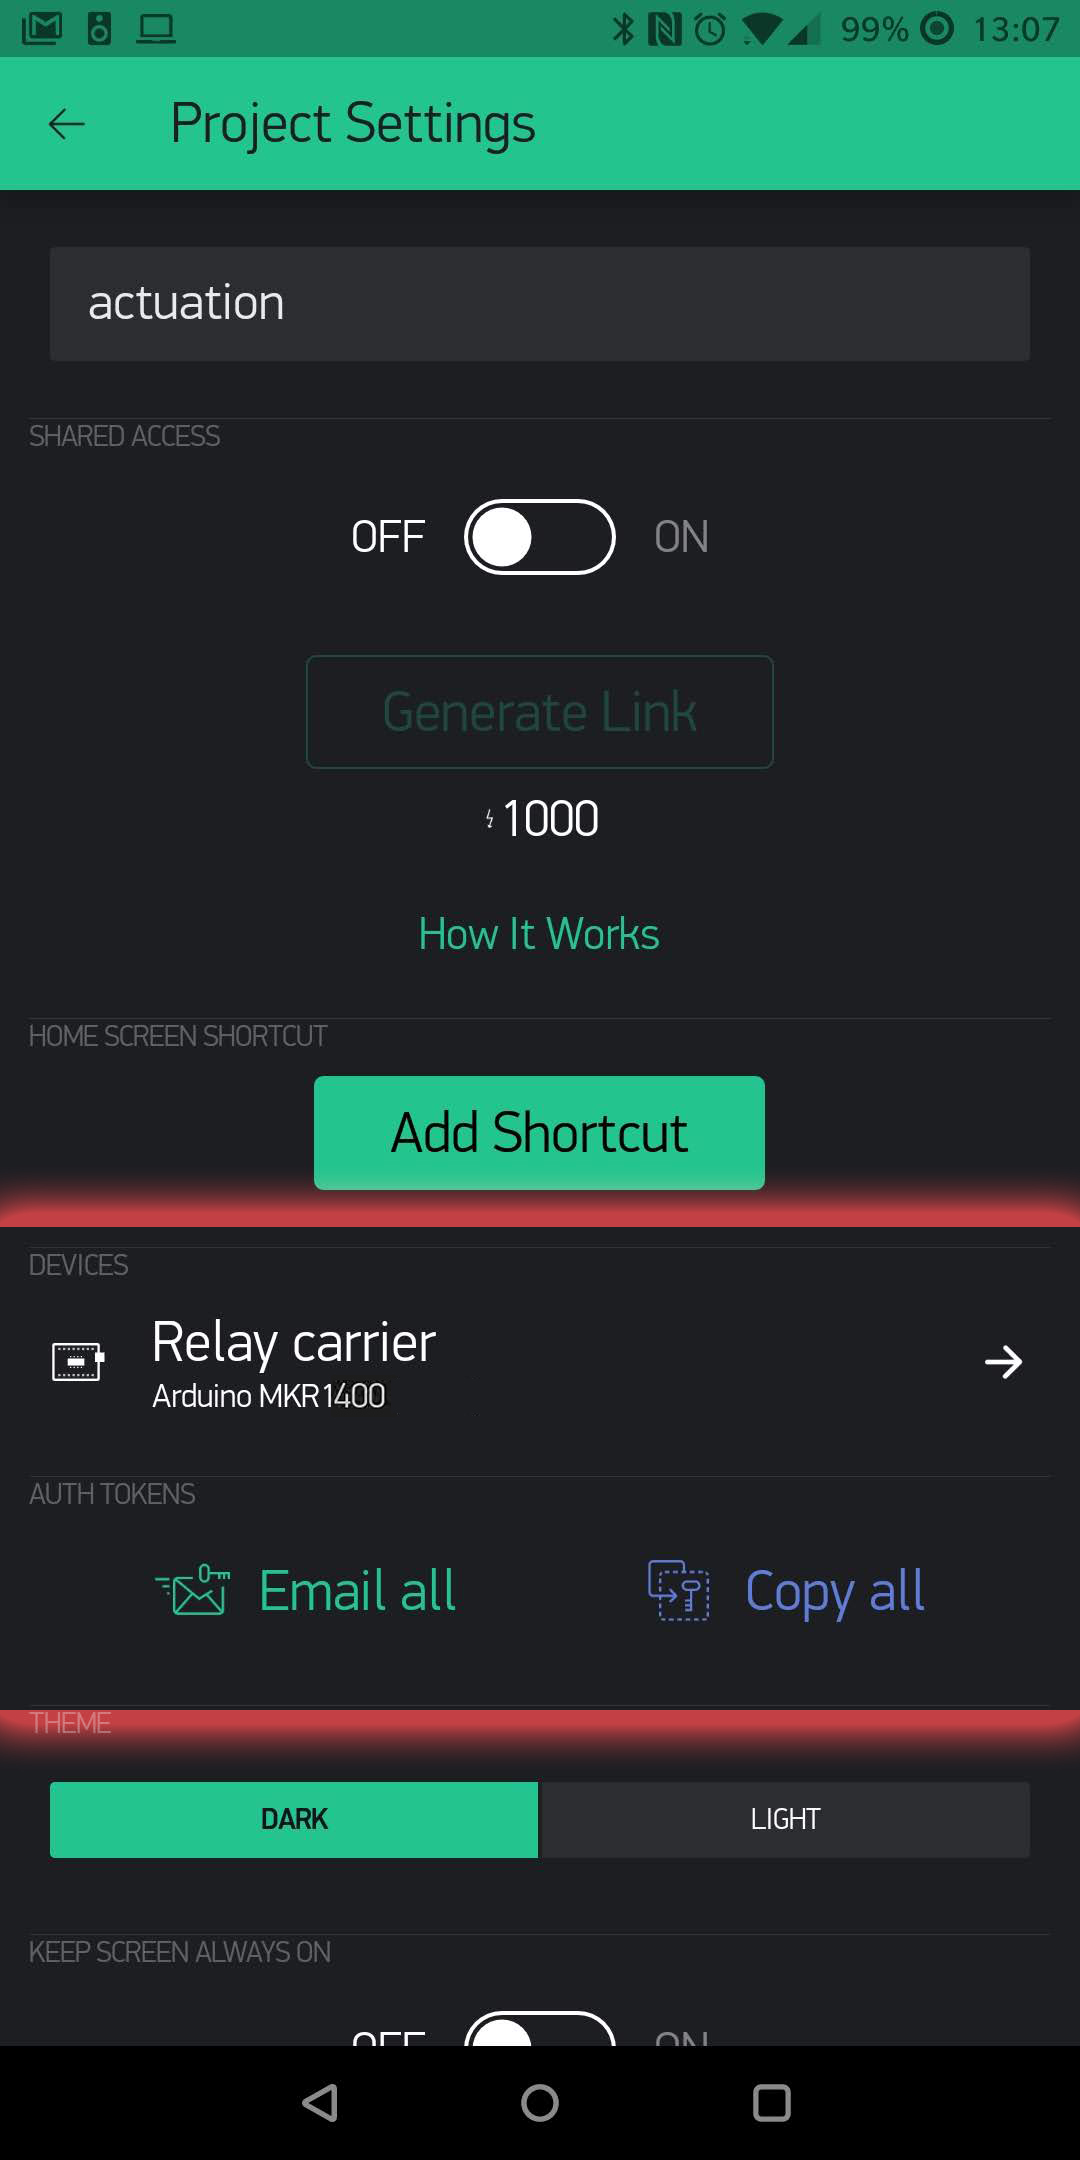 99% 13:07
Project Settings
actuation
SHARED ACCESS
OFF ON
Generate Link
1000
How It Works
HOME SCREEN SHORTCUT
Add Shortcut
DEVICES
Relay carrier
Arduino MKR1400
AUTH TOKENS
Email all Copy all
THEME
DARK LIGHT
KEEP SCREEN ALWAYS ON
OFF ON